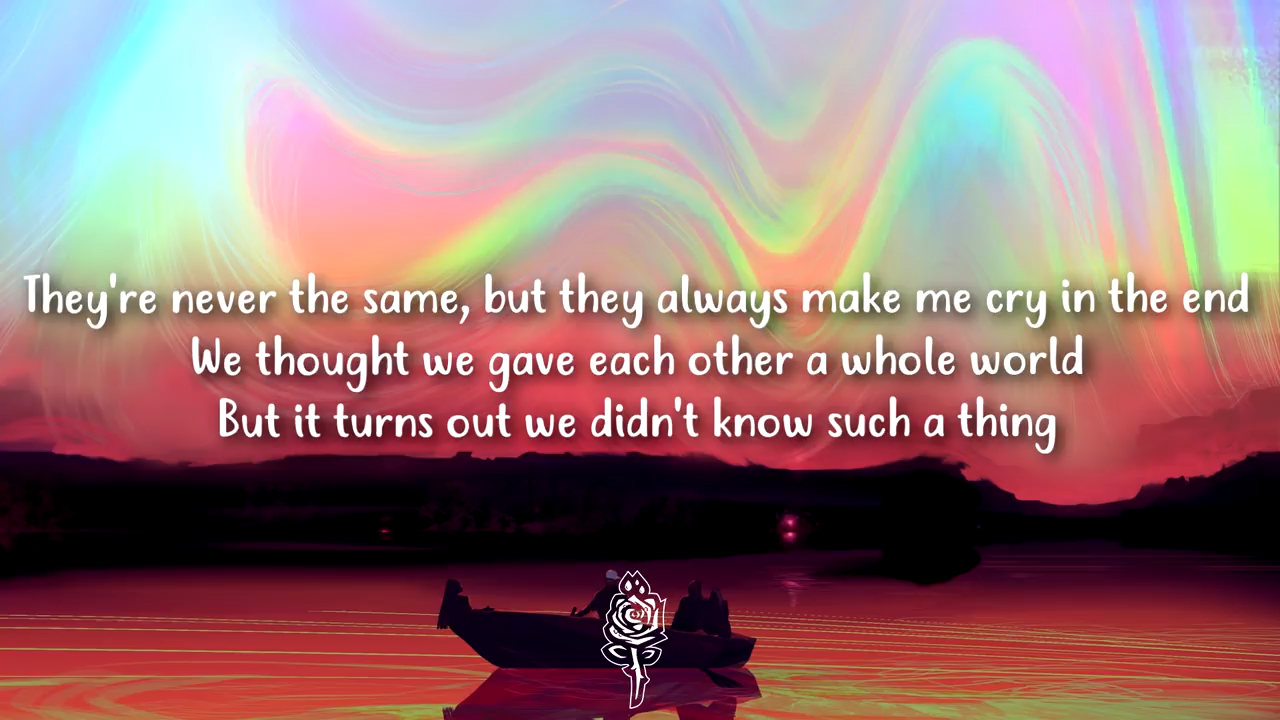 They're never the same, but they always make me cry in the end
We thought we gave each other a whole world
But it turns out we didn't know such a thing